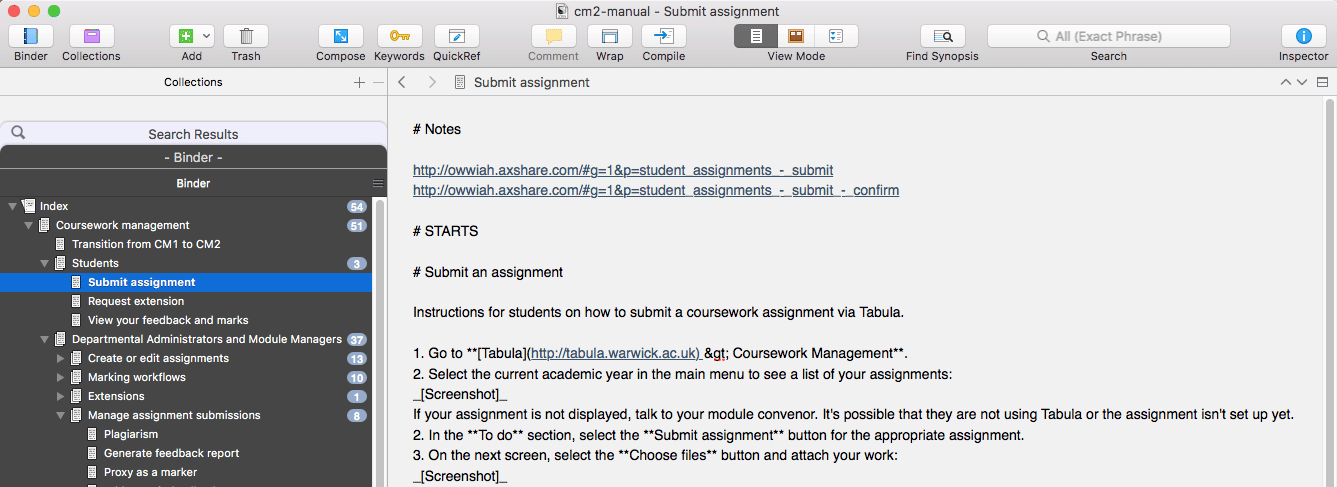 cm2-manual - Submit assignment
Binder Collections Add Trash Compose Keywords QuickRef Comment Wrap Compile View Mode Find Synopsis All (Exact Phrase) Search Inspector
Collections
Submit assignment
Search Results
- Binder -
Binder
Index 54
Coursework management 51
Transition from CM1 to CM2
Students 3
Submit assignment
Request extension
View your feedback and marks
Departmental Administrators and Module Managers 37
Create or edit assignments 13
Marking workflows 10
Extensions 1
Manage assignment submissions 8
Plagiarism
Generate feedback report
Proxy as a marker
# Notes
http://owwiah.axshare.com/#g=1&p=student_assignments_-_submit
http://owwiah.axshare.com/#g=1&p=student_assignments_-_submit_-_confirm
# STARTS
# Submit an assignment
Instructions for students on how to submit a coursework assignment via Tabula.
1. Go to **[Tabula](http://tabula.warwick.ac.uk) &gt; Coursework Management**.
2. Select the current academic year in the main menu to see a list of your assignments:
_[Screenshot]_
If your assignment is not displayed, talk to your module convenor. It's possible that they are not using Tabula or the assignment isn't set up yet.
2. In the **To do** section, select the **Submit assignment** button for the appropriate assignment.
3. On the next screen, select the **Choose files** button and attach your work:
_[Screenshot]_